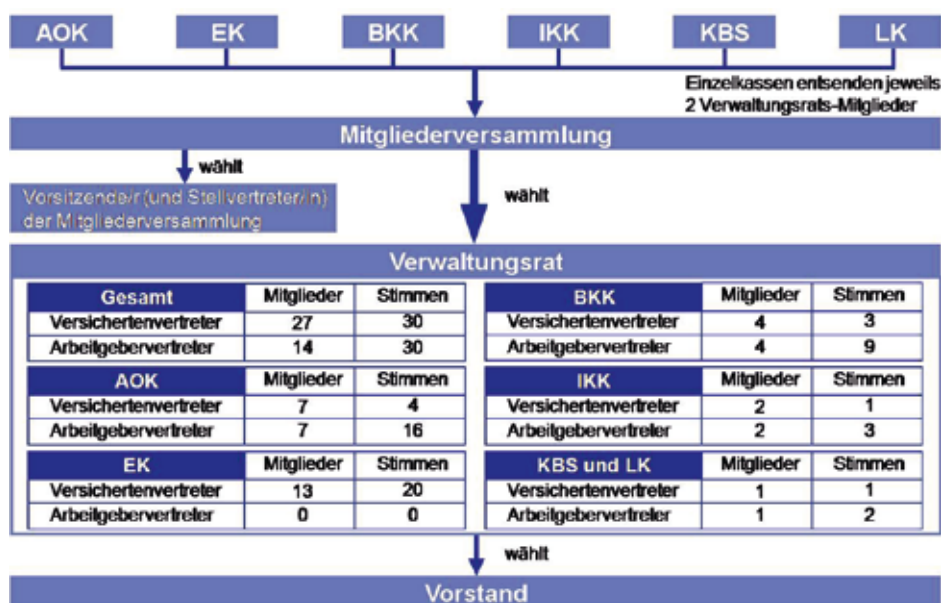 AOK EK BKK IKK KBS LK
Einzelkassen entsenden jeweils
2 Verwaltungsrats-Mitglieder
Mitgliederversammlung
wählt
Vorsitzende/r (und Stellvertreter/in)
der Mitgliederversammlung
wählt
Verwaltungsrat
Gesamt Mitglieder Stimmen
Versichertenvertreter 27 30
Arbeitgebervertreter 14 30
BKK Mitglieder Stimmen
Versichertenvertreter 4 3
Arbeitgebervertreter 4 9
AOK Mitglieder Stimmen
Versichertenvertreter 7 4
Arbeitgebervertreter 7 16
IKK Mitglieder Stimmen
Versichertenvertreter 2 1
Arbeitgebervertreter 2 3
EK Mitglieder Stimmen
Versichertenvertreter 13 20
Arbeitgebervertreter 0 0
KBS und LK Mitglieder Stimmen
Versichertenvertreter 1 1
Arbeitgebervertreter 1 2
wählt
Vorstand